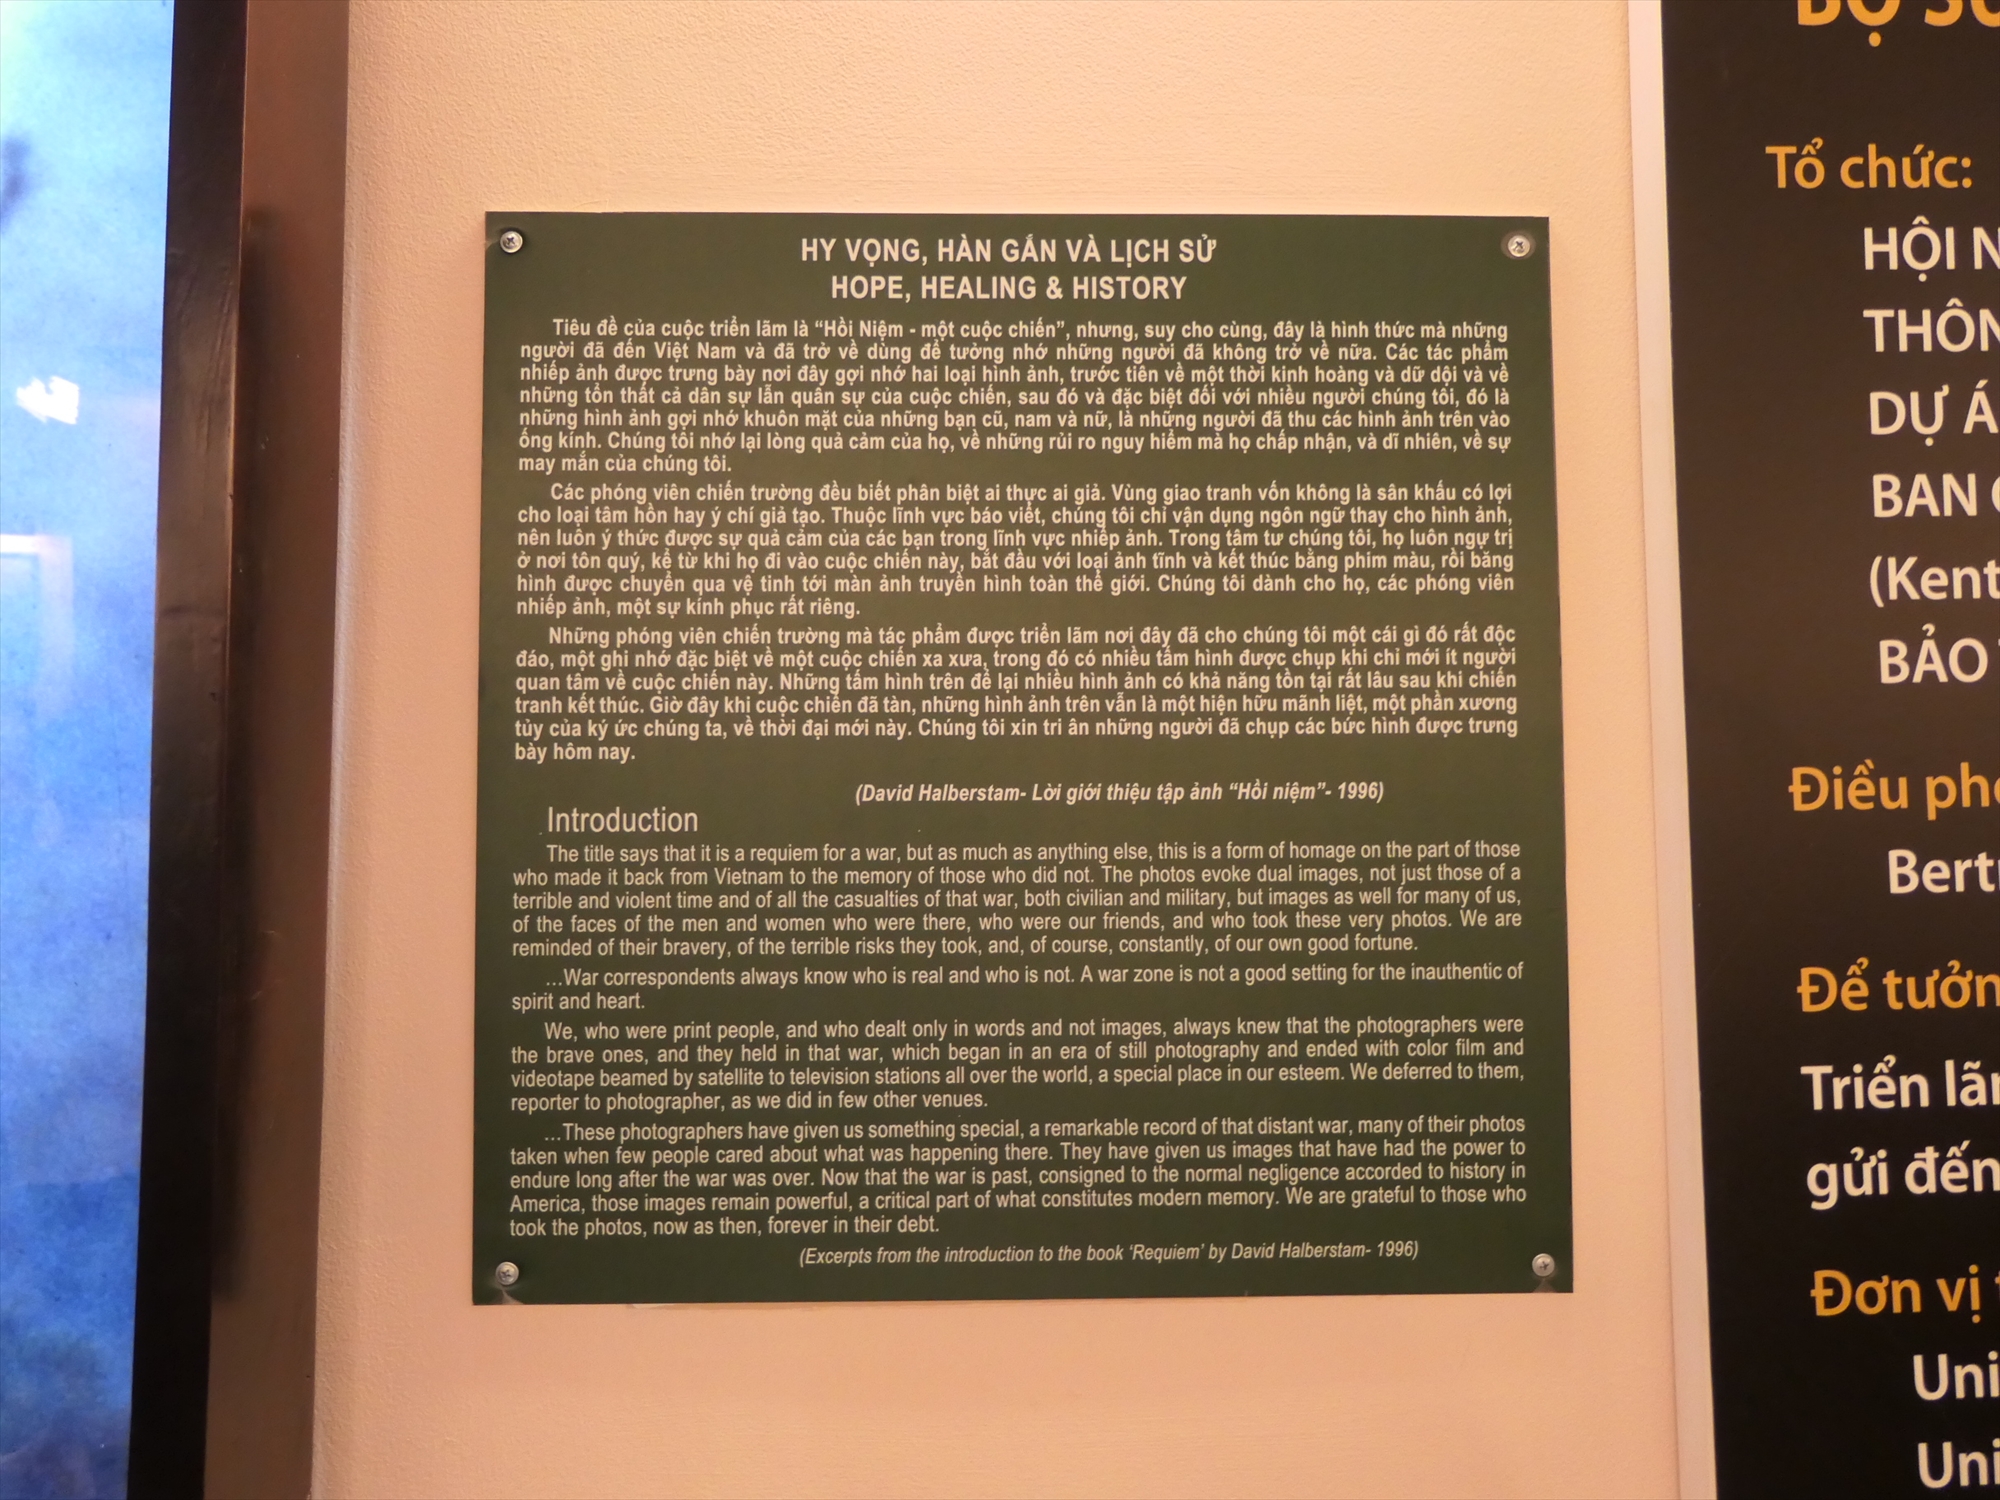 HY VỌNG, HÀN GẮN VÀ LỊCH SỬ
HOPE, HEALING & HISTORY
Tiêu đề của cuộc triển lãm là “Hồi Niệm - một cuộc chiến”, nhưng, suy cho cùng, đây là hình thức mà những
người đã đến Việt Nam và đã trở về dùng để tưởng nhớ những người đã không trở về nữa. Các tác phẩm
nhiếp ảnh được trưng bày nơi đây gợi nhớ hai loại hình ảnh, trước tiên về một thời kinh hoàng và dữ dội và về
những tổn thất cả dân sự lẫn quân sự của cuộc chiến, sau đó và đặc biệt đối với nhiều người chúng tôi, đó là
những hình ảnh gợi nhớ khuôn mặt của những bạn cũ, nam và nữ, là những người đã thu các hình ảnh trên vào
ống kính. Chúng tôi nhớ lại lòng quả cảm của họ, về những rủi ro nguy hiểm mà họ chấp nhận, và dĩ nhiên, về sự
may mắn của chúng tôi.
Các phóng viên chiến trường đều biết phân biệt ai thực ai giả. Vùng giao tranh vốn không là sân khấu có lợi
cho loại tâm hồn hay ý chí giả tạo. Thuộc lĩnh vực báo viết, chúng tôi chỉ vận dụng ngôn ngữ thay cho hình ảnh,
nên luôn ý thức được sự quả cảm của các bạn trong lĩnh vực nhiếp ảnh. Trong tâm tư chúng tôi, họ luôn ngự trị
ở nơi tôn quý, kể từ khi họ đi vào cuộc chiến này, bắt đầu với loại ảnh tĩnh và kết thúc bằng phim màu, rồi băng
hình được chuyển qua vệ tinh tới màn ảnh truyền hình toàn thế giới. Chúng tôi dành cho họ, các phóng viên
nhiếp ảnh, một sự kính phục rất riêng.
Những phóng viên chiến trường mà tác phẩm được triển lãm nơi đây đã cho chúng tôi một cái gì đó rất độc
đáo, một ghi nhớ đặc biệt về một cuộc chiến xa xưa, trong đó có nhiều tấm hình được chụp khi chỉ mới ít người
quan tâm về cuộc chiến này. Những tấm hình trên để lại nhiều hình ảnh có khả năng tồn tại rất lâu sau khi chiến
tranh kết thúc. Giờ đây khi cuộc chiến đã tàn, những hình ảnh trên vẫn là một hiện hữu mãnh liệt, một phần xương
tủy của ký ức chúng ta, về thời đại mới này. Chúng tôi xin tri ân những người đã chụp các bức hình được trưng
bày hôm nay.
(David Halberstam- Lời giới thiệu tập ảnh “Hồi niệm”- 1996)
Introduction
The title says that it is a requiem for a war, but as much as anything else, this is a form of homage on the part of those
who made it back from Vietnam to the memory of those who did not. The photos evoke dual images, not just those of a
terrible and violent time and of all the casualties of that war, both civilian and military, but images as well for many of us,
of the faces of the men and women who were there, who were our friends, and who took these very photos. We are
reminded of their bravery, of the terrible risks they took, and, of course, constantly, of our own good fortune.
...War correspondents always know who is real and who is not. A war zone is not a good setting for the inauthentic of
spirit and heart.
We, who were print people, and who dealt only in words and not images, always knew that the photographers were
the brave ones, and they held in that war, which began in an era of still photography and ended with color film and
videotape beamed by satellite to television stations all over the world, a special place in our esteem. We deferred to them,
reporter to photographer, as we did in few other venues.
...These photographers have given us something special, a remarkable record of that distant war, many of their photos
taken when few people cared about what was happening there. They have given us images that have had the power to
endure long after the war was over. Now that the war is past, consigned to the normal negligence accorded to history in
America, those images remain powerful, a critical part of what constitutes modern memory. We are grateful to those who
took the photos, now as then, forever in their debt.
(Excerpts from the introduction to the book ‘Requiem’ by David Halberstam- 1996)
BỘ
Tổ chức:
HỘI N
THÔN
DỰ Á
BAN
(Kent
BẢO
Điều
Bert
Để tưởn
Triển lã
gửi đến
Đơn vị
Uni
Uni